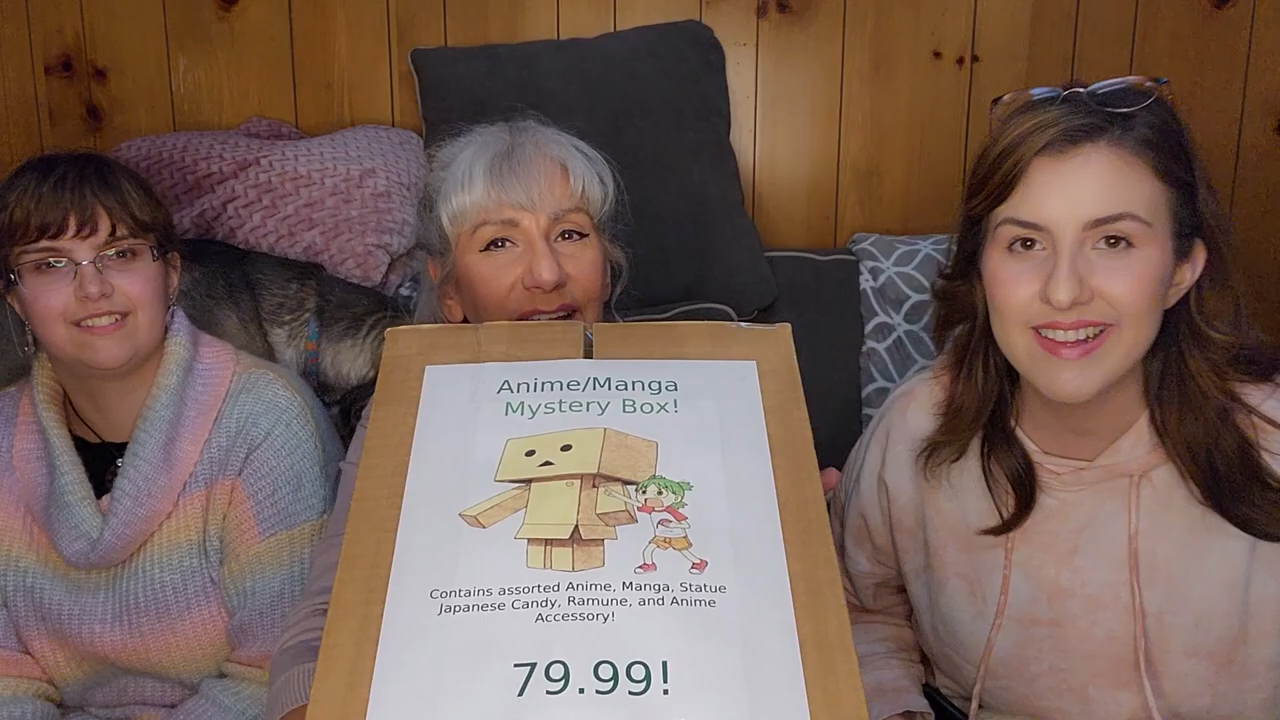 Anime/Manga
Mystery Box!
Contains assorted Anime, Manga, Statue
Japanese Candy, Ramune, and Anime
Accessory!
79.99!